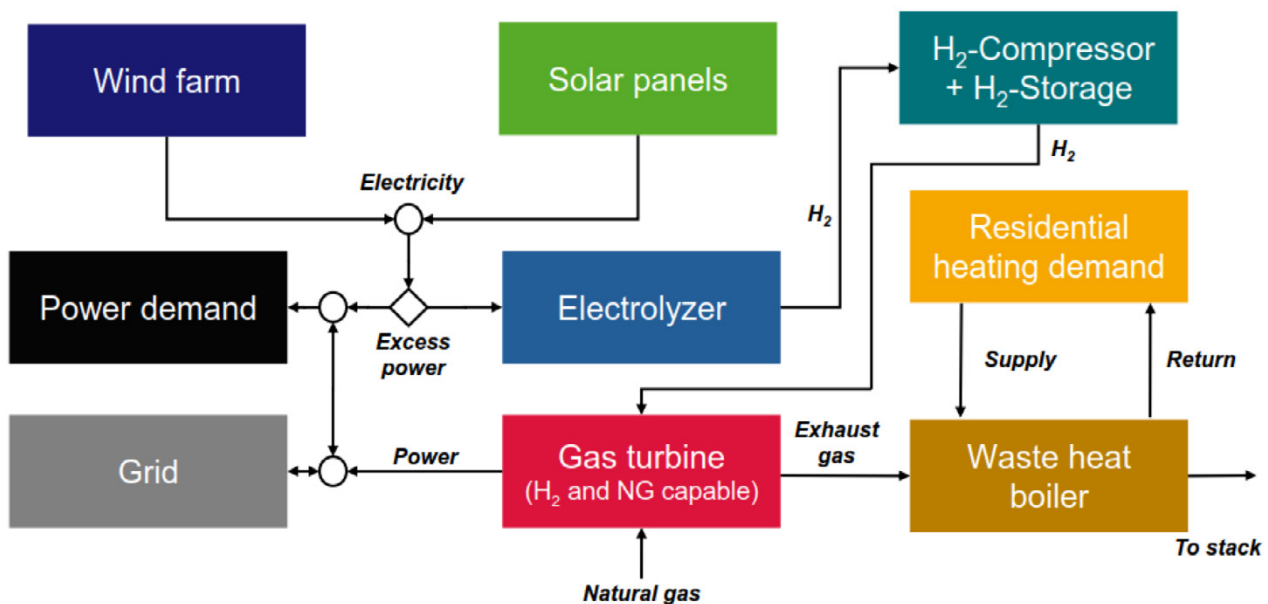 Wind farm
Solar panels
H₂-Compressor
+ H₂-Storage
Electricity
H₂
H₂
Residential
heating demand
Power demand
Excess
power
Electrolyzer
Supply
Return
Grid
Power
Gas turbine
(H₂ and NG capable)
Exhaust
gas
Waste heat
boiler
To stack
Natural gas